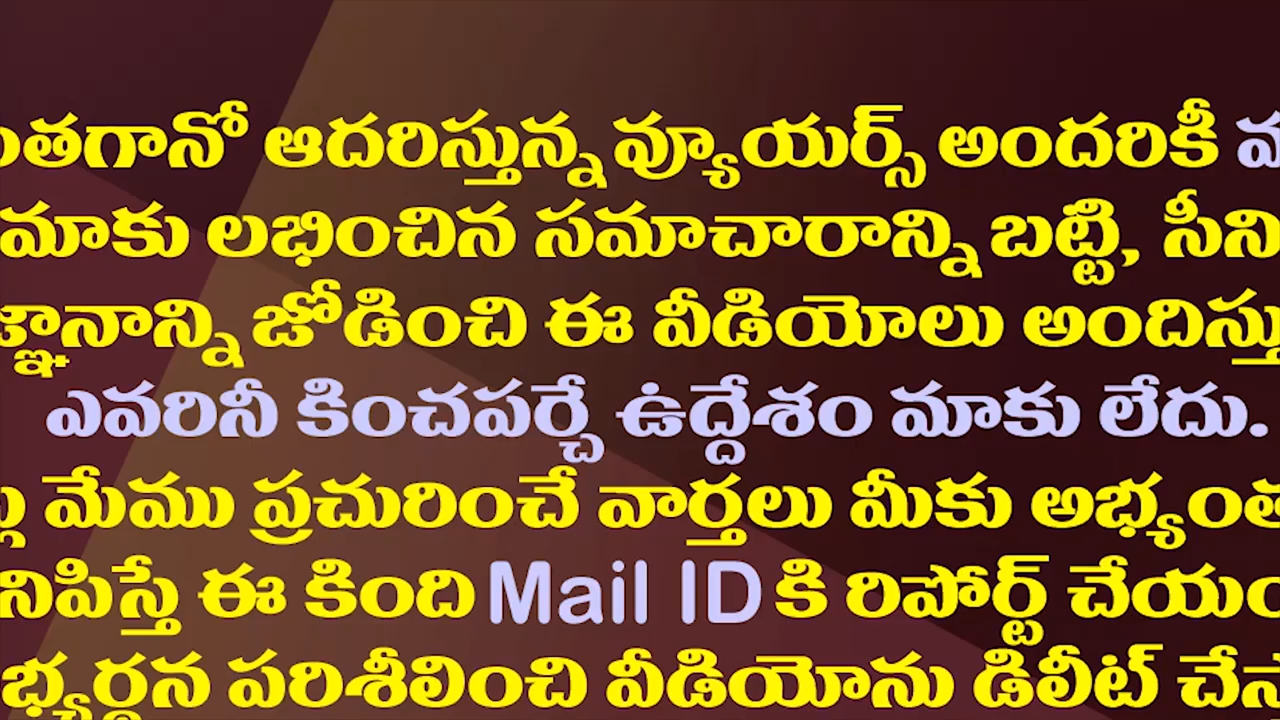 ంతగానో ఆదరిస్తున్న వ్యూయర్స్ అందరికీ
మాకు లభించిన సమాచారాన్ని బట్టి, సీని
జ్ఞానాన్ని జోడించి ఈ వీడియోలు అందిస్తు
ఎవరినీ కించపర్చే ఉద్దేశం మాకు లేదు.
మేము ప్రచురించే వార్తలు మీకు అభ్యంత
నిపిస్తే ఈ కింది Mail ID కి రిపోర్ట్ చేయం
భ్యర్థన పరిశీలించి వీడియోను డిలీట్ చే